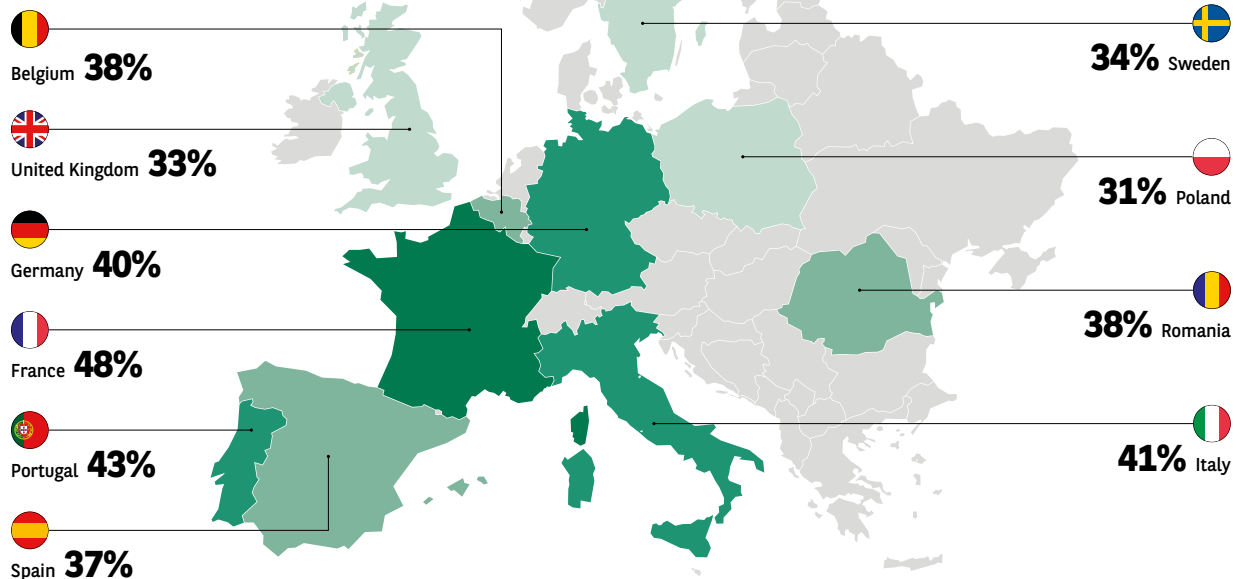 Belgium 38%
United Kingdom 33%
Germany 40%
France 48%
Portugal 43%
Spain 37%
34% Sweden
31% Poland
38% Romania
41% Italy